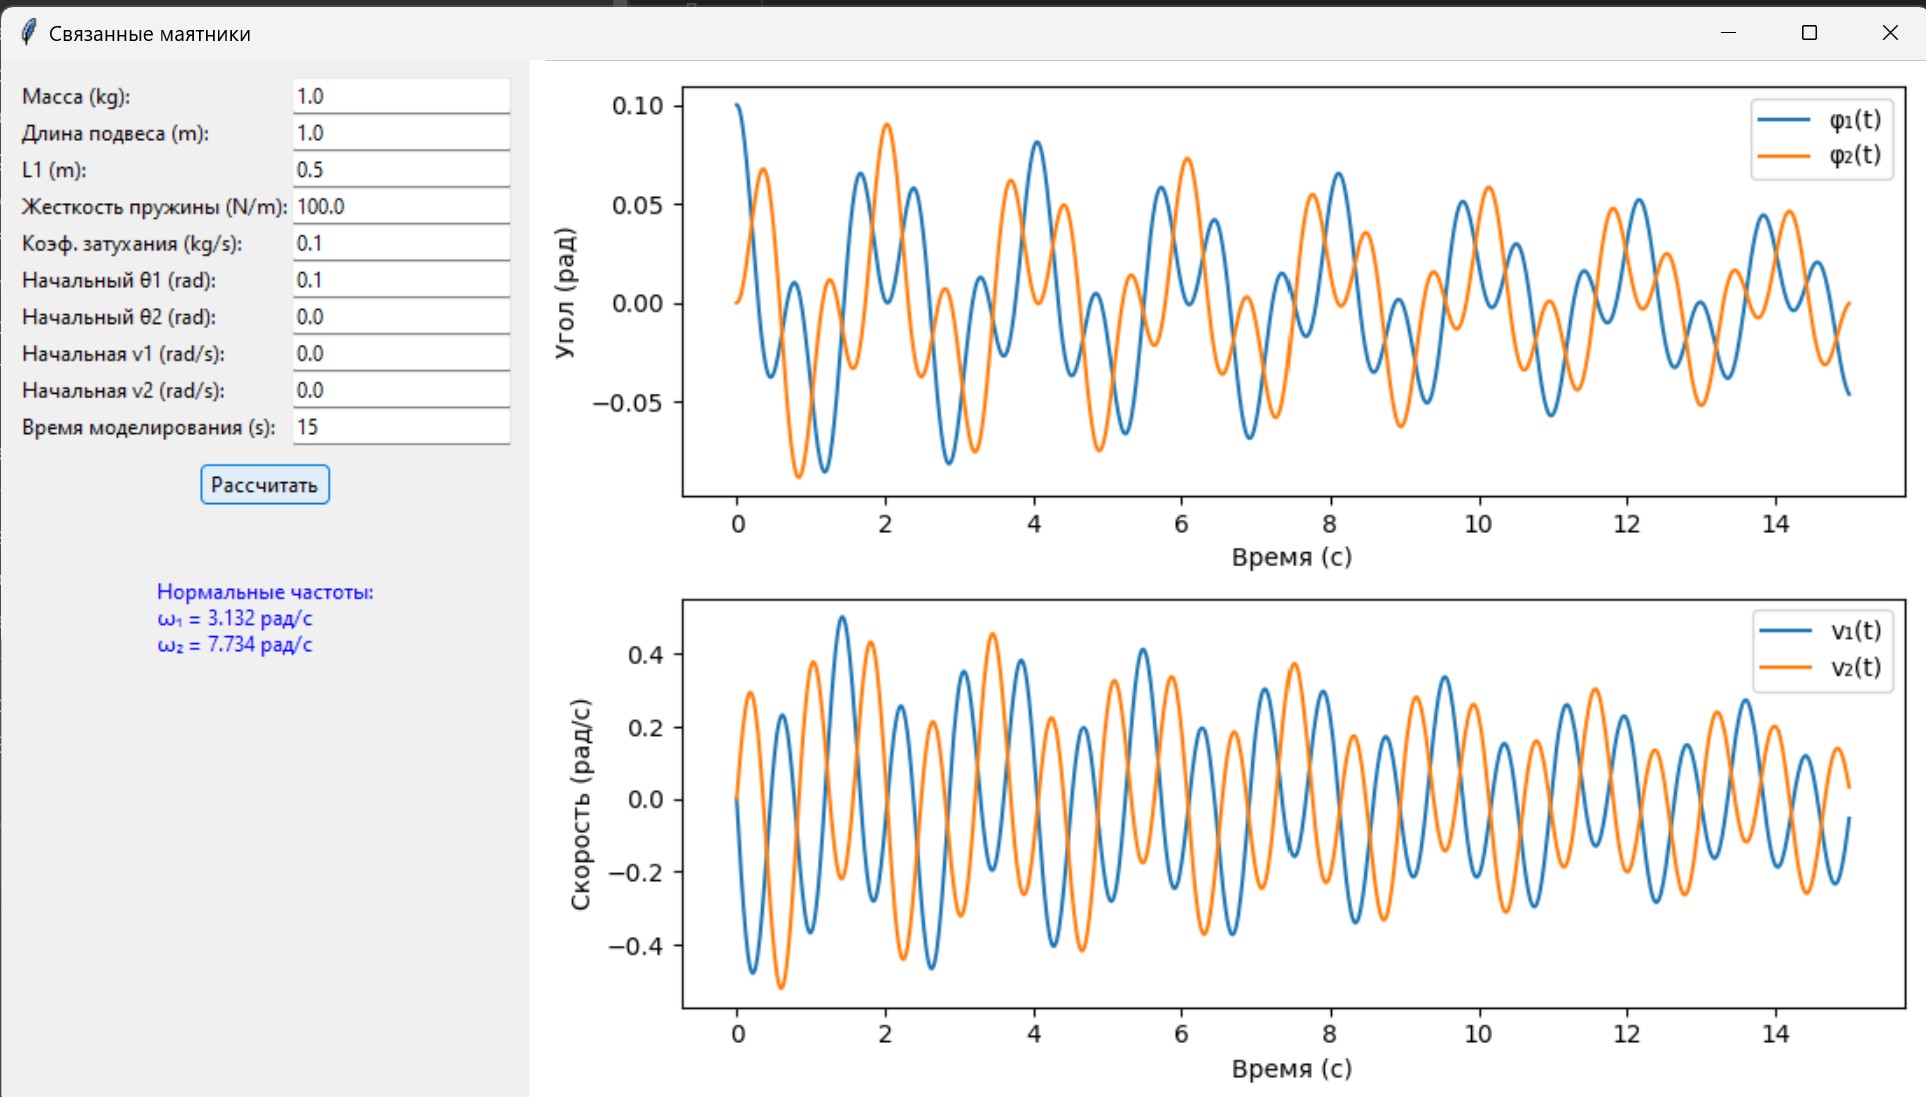 Связанные маятники
Масса (kg): 1.0
Длина подвеса (m): 1.0
L1 (m): 0.5
Жесткость пружины (N/m): 100.0
Коэф. затухания (kg/s): 0.1
Начальный θ1 (rad): 0.1
Начальный θ2 (rad): 0.0
Начальная v1 (rad/s): 0.0
Начальная v2 (rad/s): 0.0
Время моделирования (s): 15
Рассчитать
Нормальные частоты:
ω₁ = 3.132 рад/с
ω₂ = 7.734 рад/с
0.10
0.05
0.00
−0.05
Угол (рад)
φ₁(t)
φ₂(t)
0 2 4 6 8 10 12 14
Время (с)
0.4
0.2
0.0
−0.2
−0.4
Скорость (рад/с)
v₁(t)
v₂(t)
0 2 4 6 8 10 12 14
Время (с)